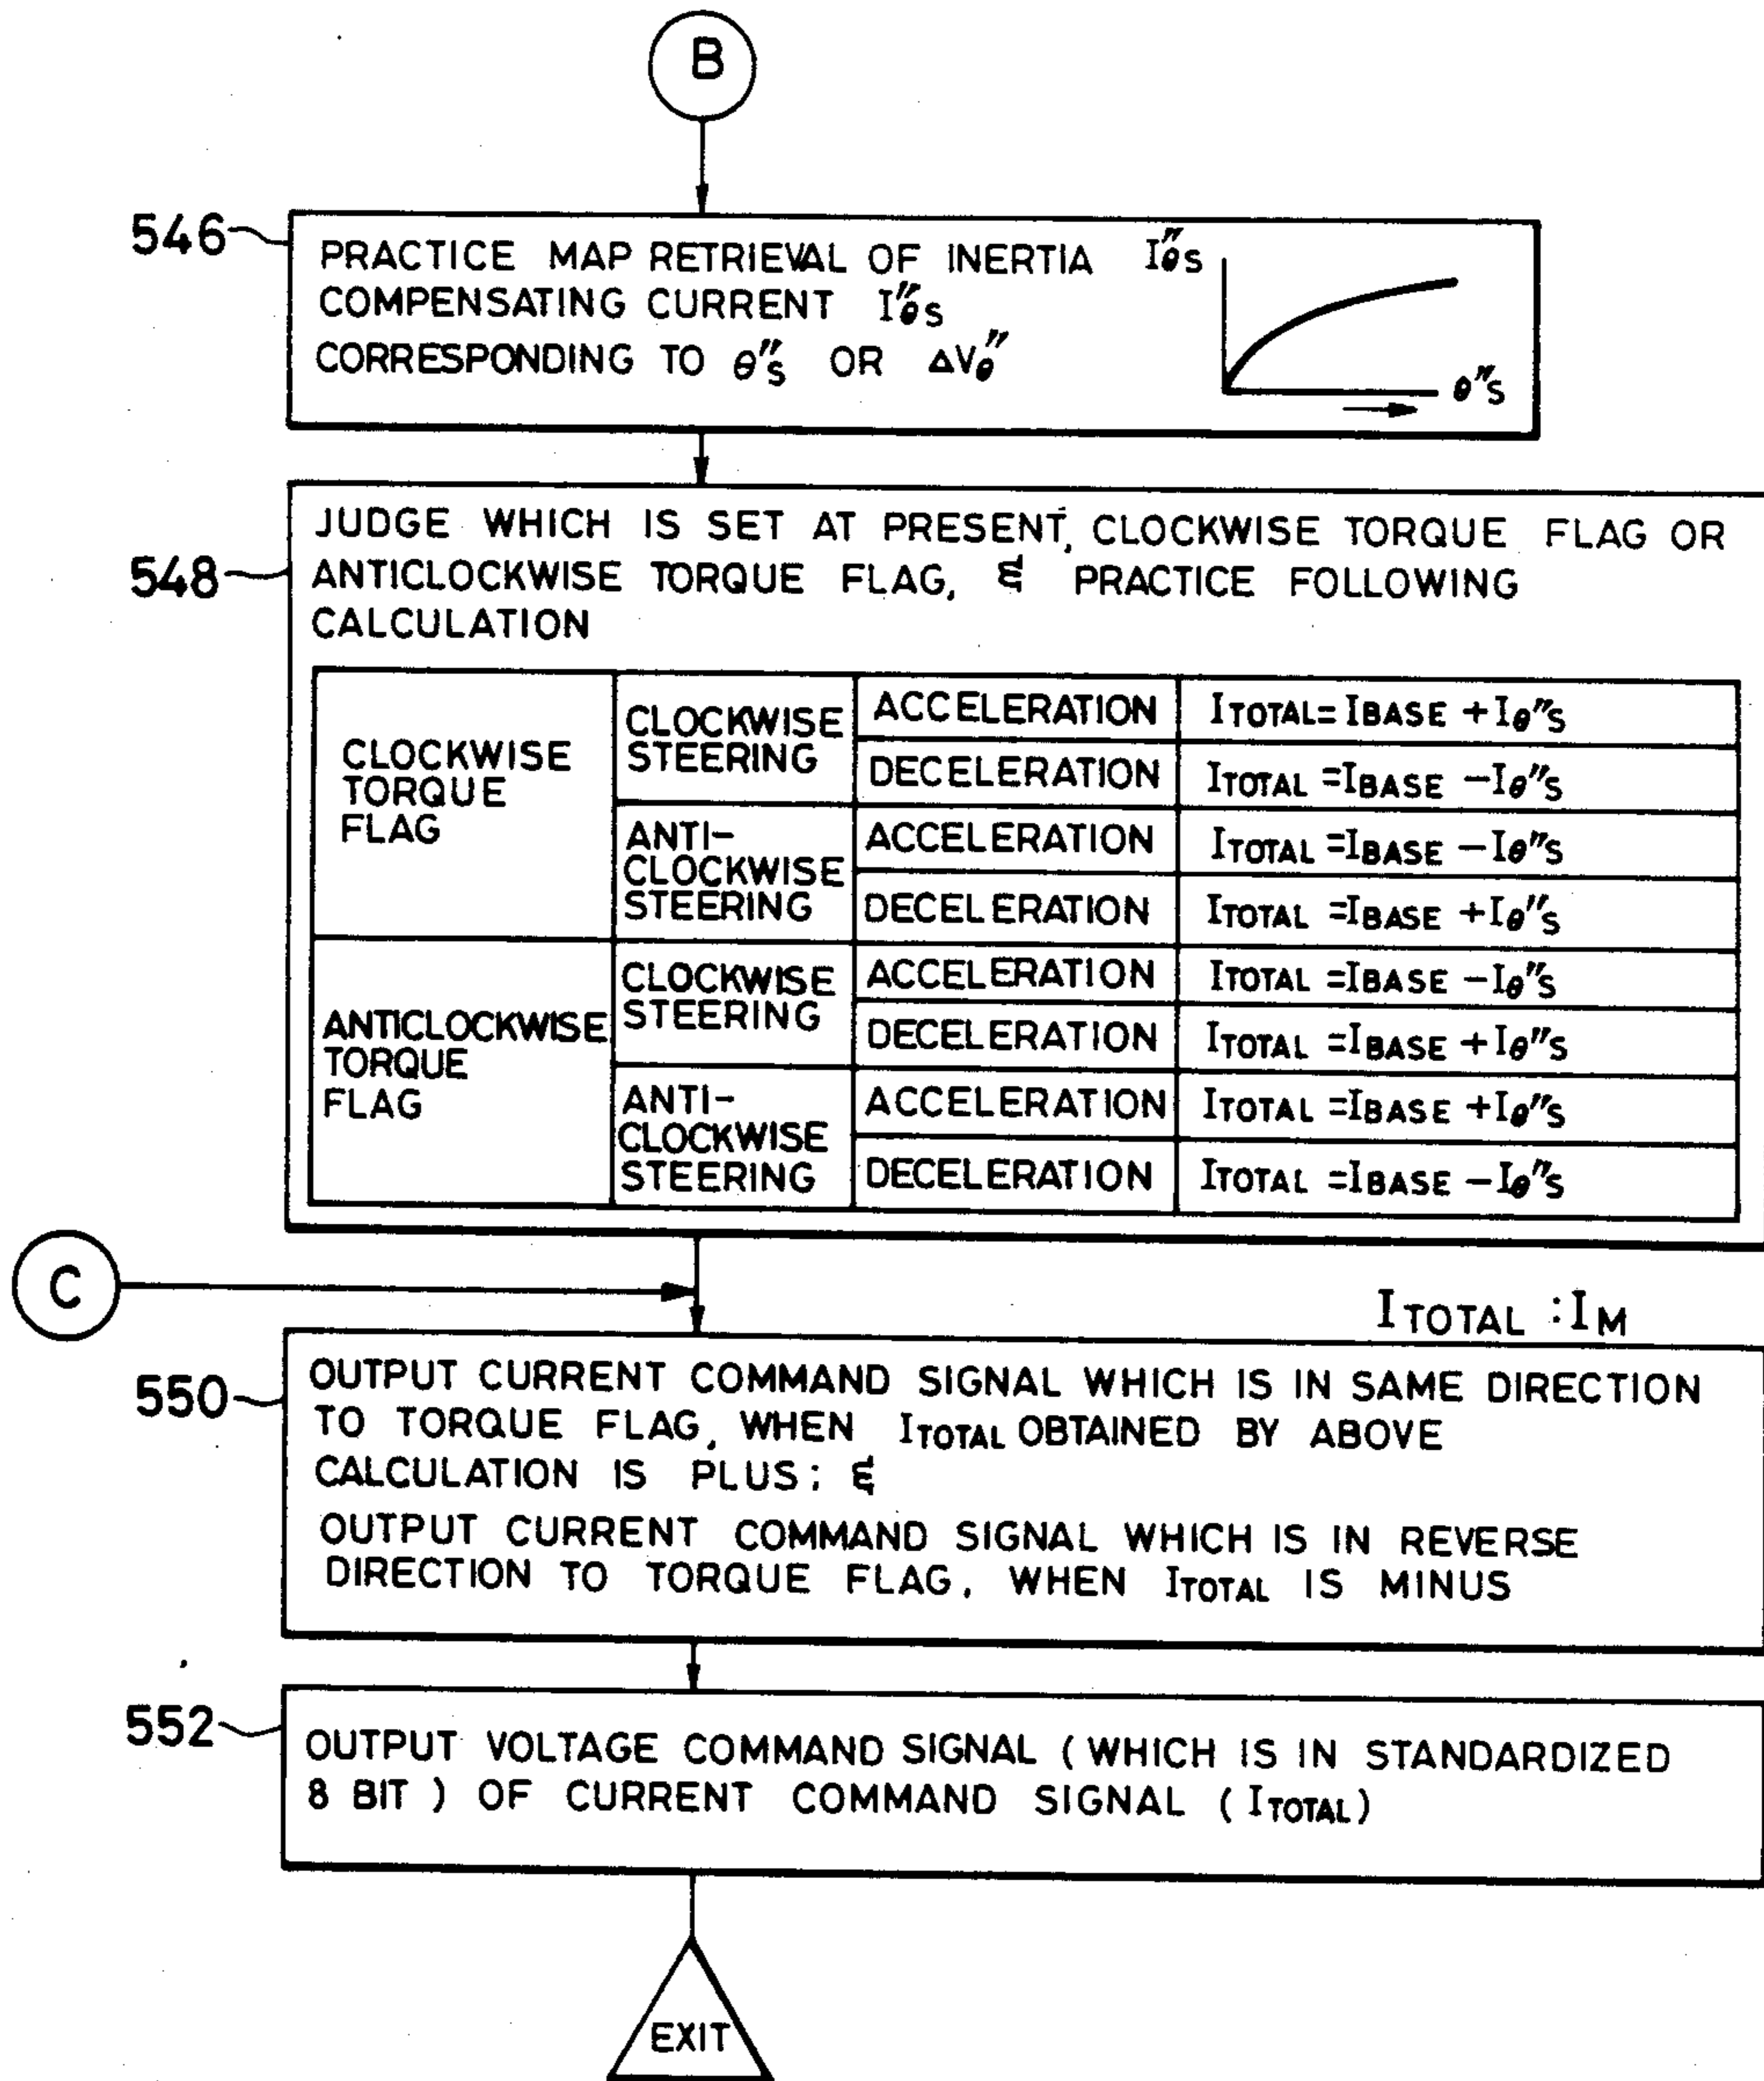 B
546
PRACTICE MAP RETRIEVAL OF INERTIA
COMPENSATING CURRENT I″θS
CORRESPONDING TO θ″S OR ΔVθ″
I″θS
θ″S
548
JUDGE WHICH IS SET AT PRESENT, CLOCKWISE TORQUE FLAG OR
ANTICLOCKWISE TORQUE FLAG, & PRACTICE FOLLOWING
CALCULATION
CLOCKWISE
TORQUE
FLAG
CLOCKWISE
STEERING
ACCELERATION ITOTAL=IBASE +Iθ″S
DECELERATION ITOTAL =IBASE −Iθ″S
ANTI-
CLOCKWISE
STEERING
ACCELERATION ITOTAL =IBASE −Iθ″S
DECELERATION ITOTAL =IBASE +Iθ″S
ANTICLOCKWISE
TORQUE
FLAG
CLOCKWISE
STEERING
ACCELERATION ITOTAL =IBASE −Iθ″S
DECELERATION ITOTAL =IBASE +Iθ″S
ANTI-
CLOCKWISE
STEERING
ACCELERATION ITOTAL =IBASE +Iθ″S
DECELERATION ITOTAL =IBASE −Iθ″S
C
ITOTAL :IM
550
OUTPUT CURRENT COMMAND SIGNAL WHICH IS IN SAME DIRECTION
TO TORQUE FLAG, WHEN ITOTAL OBTAINED BY ABOVE
CALCULATION IS PLUS; &
OUTPUT CURRENT COMMAND SIGNAL WHICH IS IN REVERSE
DIRECTION TO TORQUE FLAG, WHEN ITOTAL IS MINUS
552
OUTPUT VOLTAGE COMMAND SIGNAL (WHICH IS IN STANDARDIZED
8 BIT) OF CURRENT COMMAND SIGNAL (ITOTAL)
EXIT